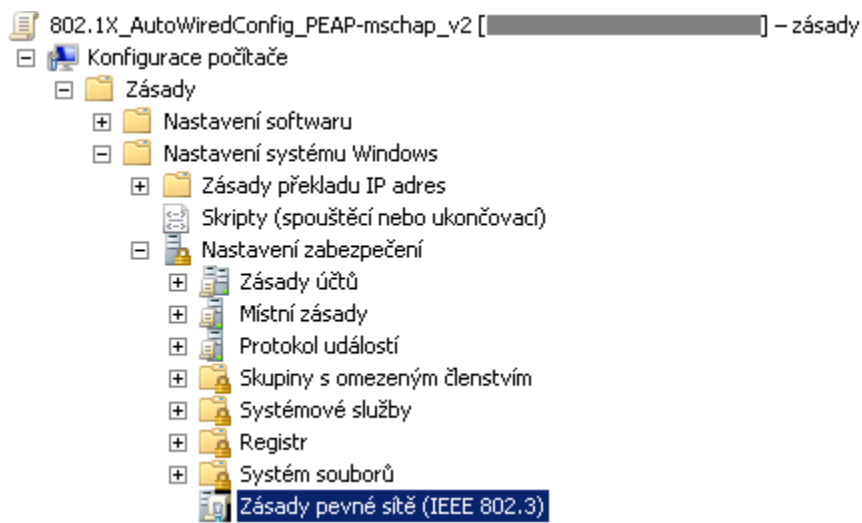 802.1X_AutoWiredConfig_PEAP-mschap_v2 [ ] – zásady
Konfigurace počítače
Zásady
Nastavení softwaru
Nastavení systému Windows
Zásady překladu IP adres
Skripty (spouštěcí nebo ukončovací)
Nastavení zabezpečení
Zásady účtů
Místní zásady
Protokol událostí
Skupiny s omezeným členstvím
Systémové služby
Registr
Systém souborů
Zásady pevné sítě (IEEE 802.3)